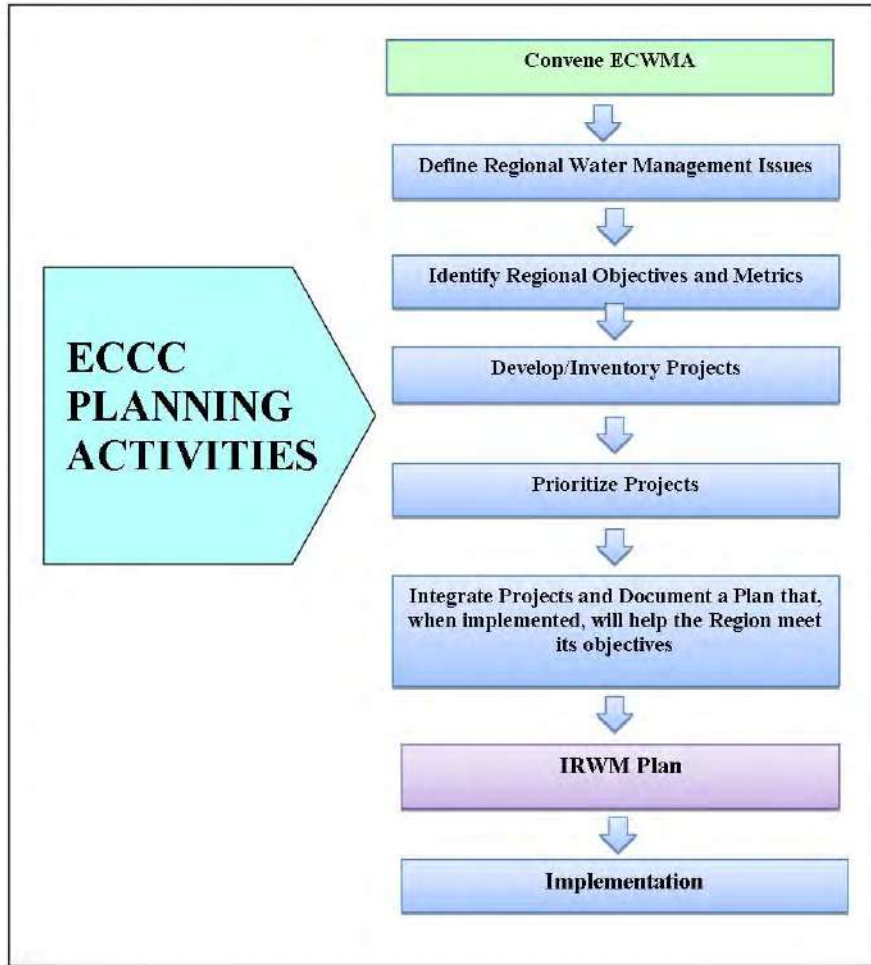 ECCC
PLANNING
ACTIVITIES
Convene ECWMA
Define Regional Water Management Issues
Identify Regional Objectives and Metrics
Develop/Inventory Projects
Prioritize Projects
Integrate Projects and Document a Plan that,
when implemented, will help the Region meet
its objectives
IRWM Plan
Implementation